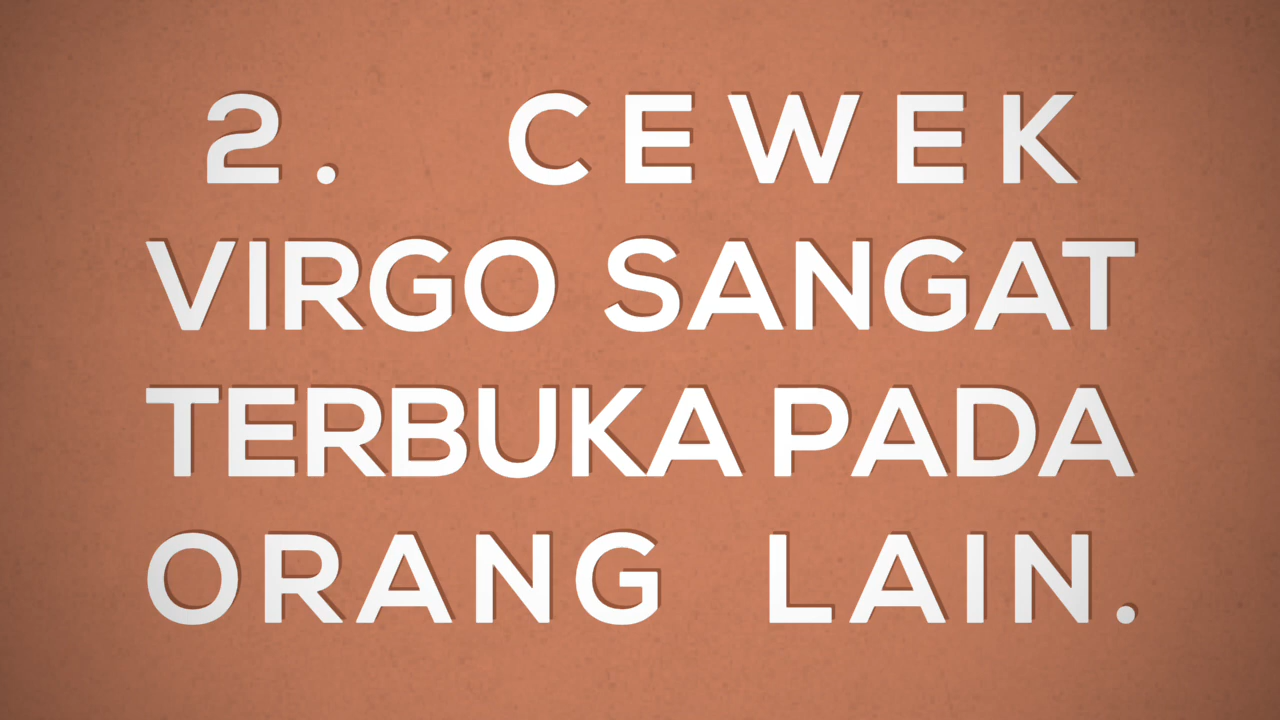 2. CEWEK
VIRGO SANGAT
TERBUKA PADA
ORANG LAIN.